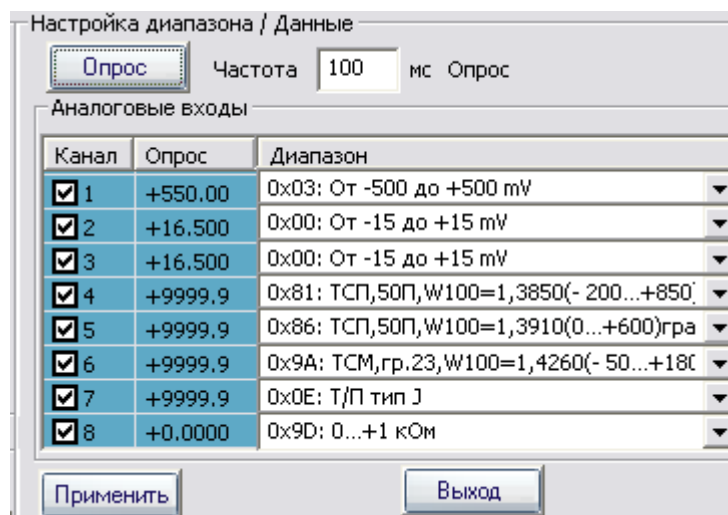 Настройка диапазона / Данные
Опрос Частота 100 мс Опрос
Аналоговые входы
Канал Опрос Диапазон
1 +550.00 0x03: От -500 до +500 mV
2 +16.500 0x00: От -15 до +15 mV
3 +16.500 0x00: От -15 до +15 mV
4 +9999.9 0x81: ТСП,50П,W100=1,3850(- 200...+850)
5 +9999.9 0x86: ТСП,50П,W100=1,3910(0...+600)гра
6 +9999.9 0x9A: ТСМ,гр.23,W100=1,4260(- 50...+180
7 +9999.9 0x0E: Т/П тип J
8 +0.0000 0x9D: 0...+1 кОм
Применить Выход